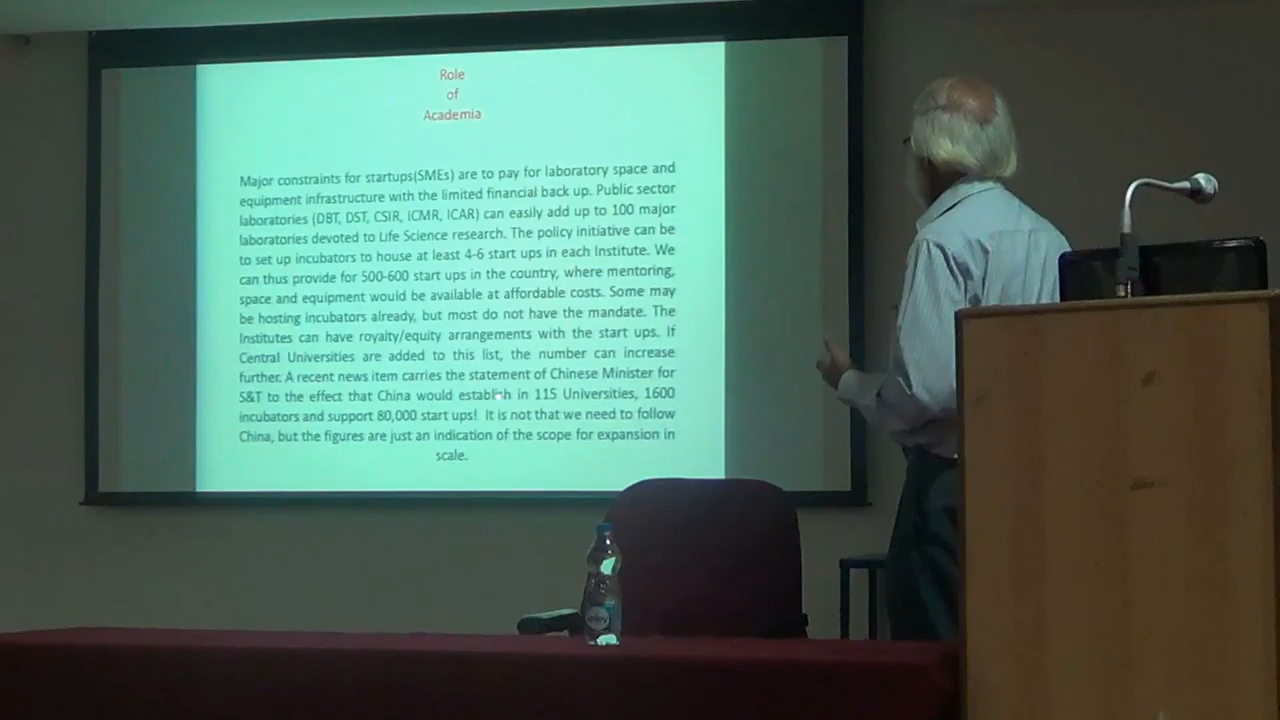 Role
of
Academia
Major constraints for startups(SMEs) are to pay for laboratory space and
equipment infrastructure with the limited financial back up. Public sector
laboratories (DBT, DST, CSIR, ICMR, ICAR) can easily add up to 100 major
laboratories devoted to Life Science research. The policy initiative can be
to set up incubators to house at least 4-6 start ups in each Institute. We
can thus provide for 500-600 start ups in the country, where mentoring,
space and equipment would be available at affordable costs. Some may
be hosting incubators already, but most do not have the mandate. The
Institutes can have royalty/equity arrangements with the start ups. If
Central Universities are added to this list, the number can increase
further. A recent news item carries the statement of Chinese Minister for
S&T to the effect that China would establish in 115 Universities, 1600
incubators and support 80,000 start ups! It is not that we need to follow
China, but the figures are just an indication of the scope for expansion in
scale.